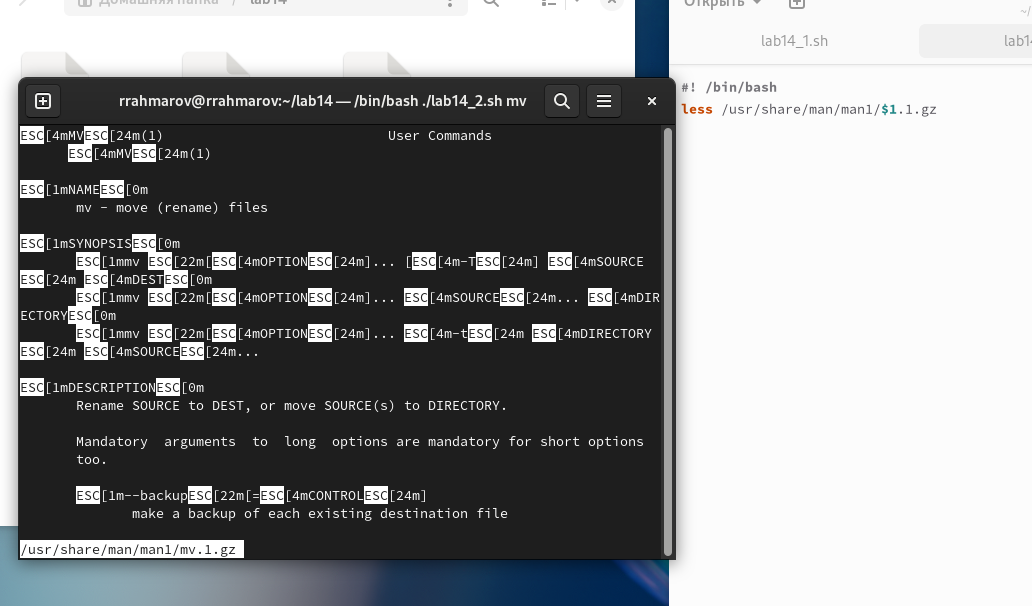 Домашняя папка / lab14
Открыть
lab14_1.sh
lab14
#! /bin/bash
less /usr/share/man/man1/$1.1.gz
rrahmarov@rrahmarov:~/lab14 — /bin/bash ./lab14_2.sh mv
ESC[4mMVESC[24m(1) User Commands
ESC[4mMVESC[24m(1)
ESC[1mNAMEESC[0m
mv - move (rename) files
ESC[1mSYNOPSISESC[0m
ESC[1mmv ESC[22m[ESC[4mOPTIONESC[24m]... [ESC[4m-TESC[24m] ESC[4mSOURCE
ESC[24m ESC[4mDESTESC[0m
ESC[1mmv ESC[22m[ESC[4mOPTIONESC[24m]... ESC[4mSOURCEESC[24m... ESC[4mDIR
ECTORYESC[0m
ESC[1mmv ESC[22m[ESC[4mOPTIONESC[24m]... ESC[4m-tESC[24m ESC[4mDIRECTORY
ESC[24m ESC[4mSOURCEESC[24m...
ESC[1mDESCRIPTIONESC[0m
Rename SOURCE to DEST, or move SOURCE(s) to DIRECTORY.
Mandatory arguments to long options are mandatory for short options
too.
ESC[1m--backupESC[22m[=ESC[4mCONTROLESC[24m]
make a backup of each existing destination file
/usr/share/man/man1/mv.1.gz